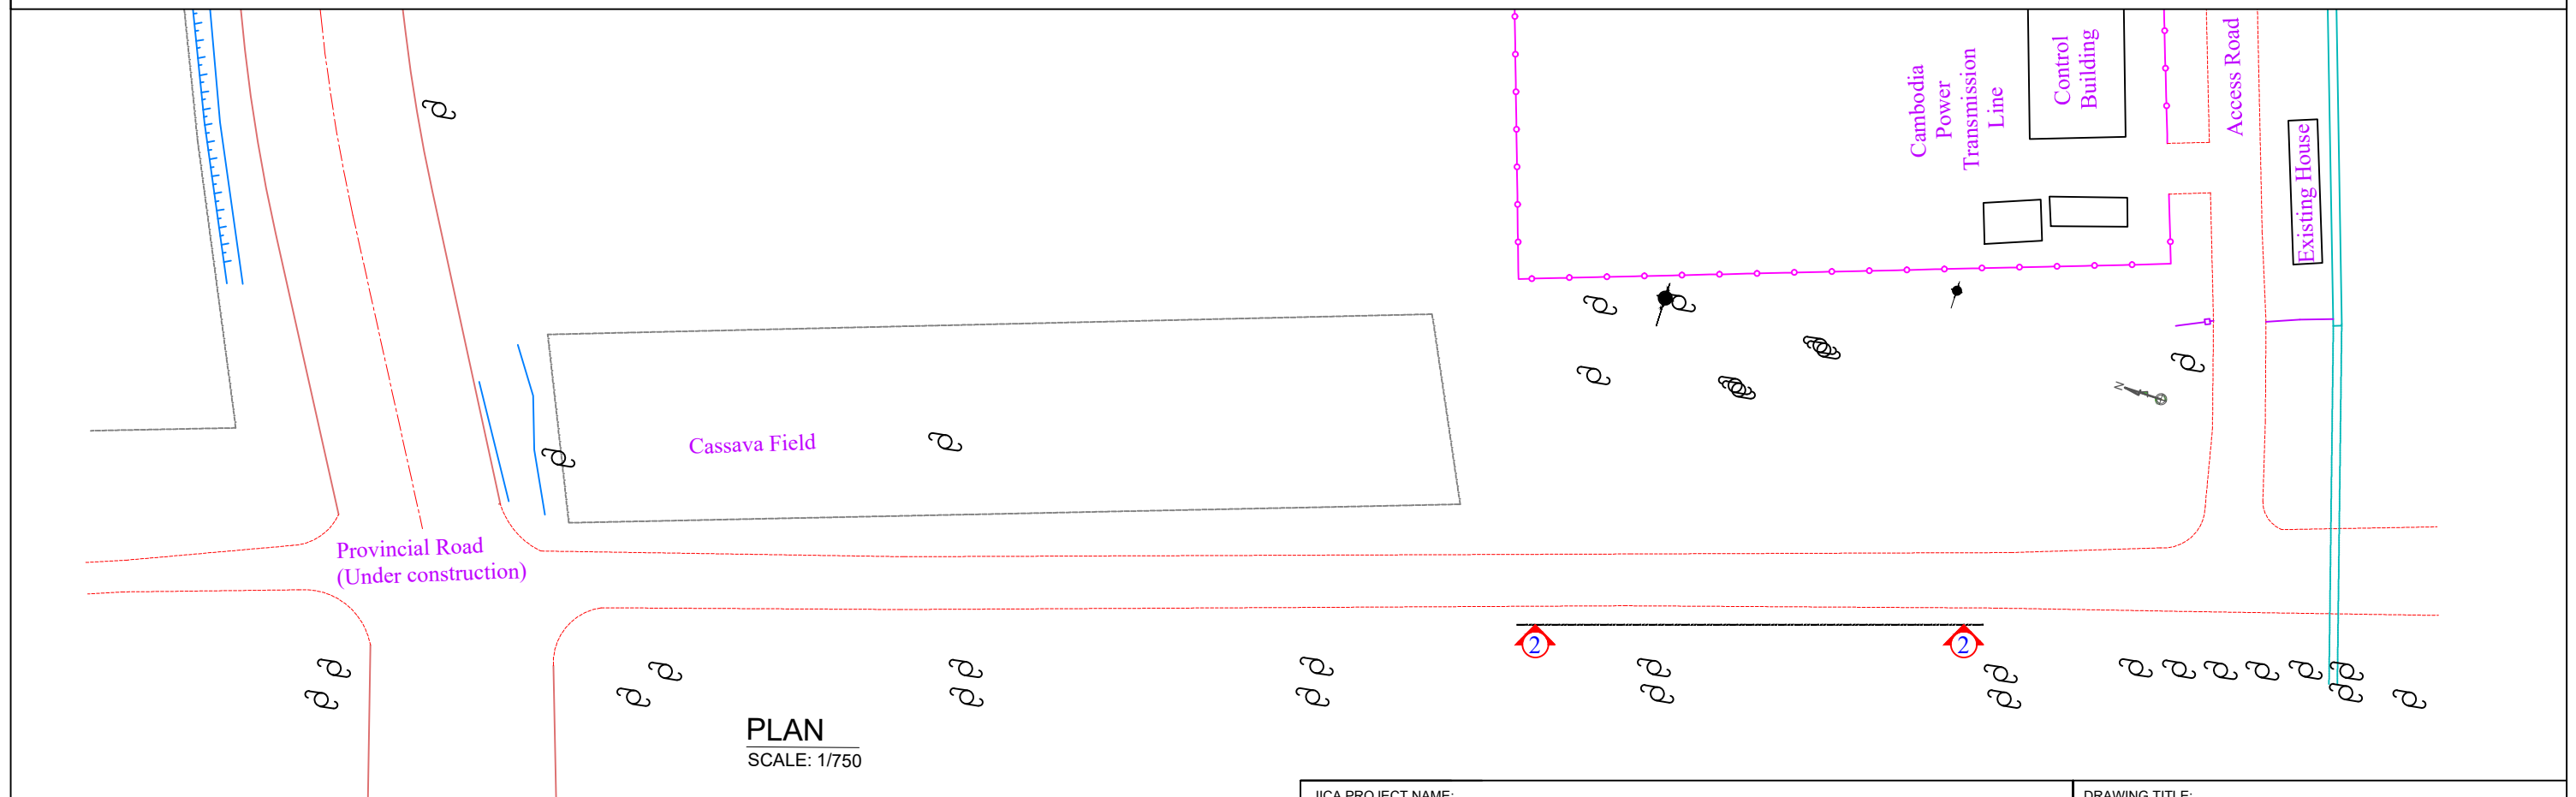 Cambodia
Power
Transmission
Line
Control
Building
Access Road
Existing House
N
Cassava Field
Provincial Road
(Under construction)
2
2
PLAN
SCALE: 1/750
JICA PROJECT NAME:
DRAWING TITLE: